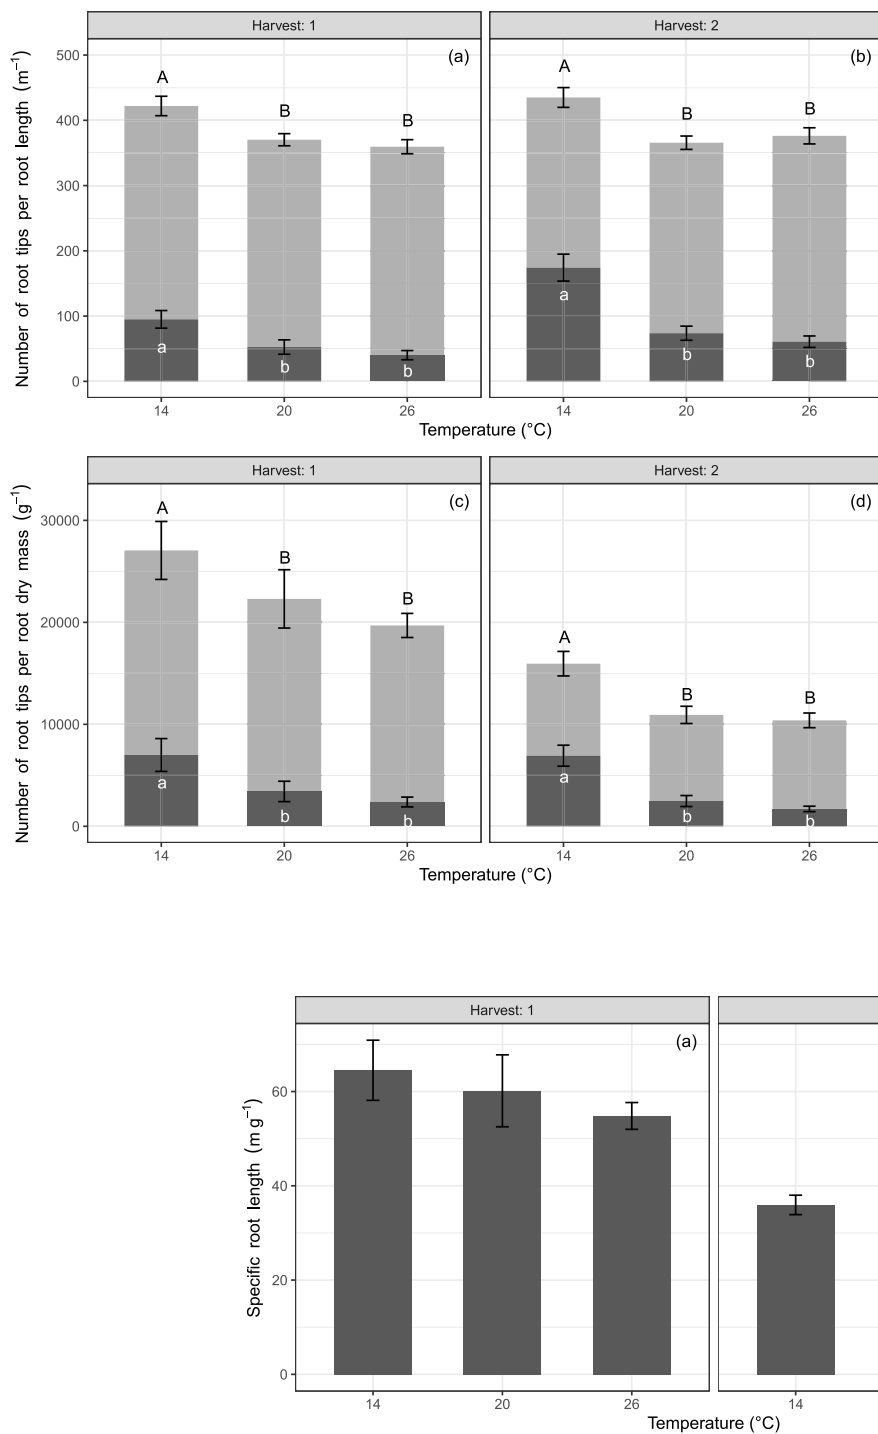 Harvest: 1
Harvest: 2
Number of root tips per root length (m⁻¹)
500
400
300
200
100
0
(a)
A
B
B
a
b
b
(b)
A
B
B
a
b
b
14
20
26
14
20
26
Temperature (°C)
Harvest: 1
Harvest: 2
Number of root tips per root dry mass (g⁻¹)
30000
20000
10000
0
(c)
A
B
B
a
b
b
(d)
A
B
B
a
b
b
14
20
26
14
20
26
Temperature (°C)
Harvest: 1
Specific root length (m g⁻¹)
60
40
20
0
(a)
14
20
26
14
Temperature (°C)